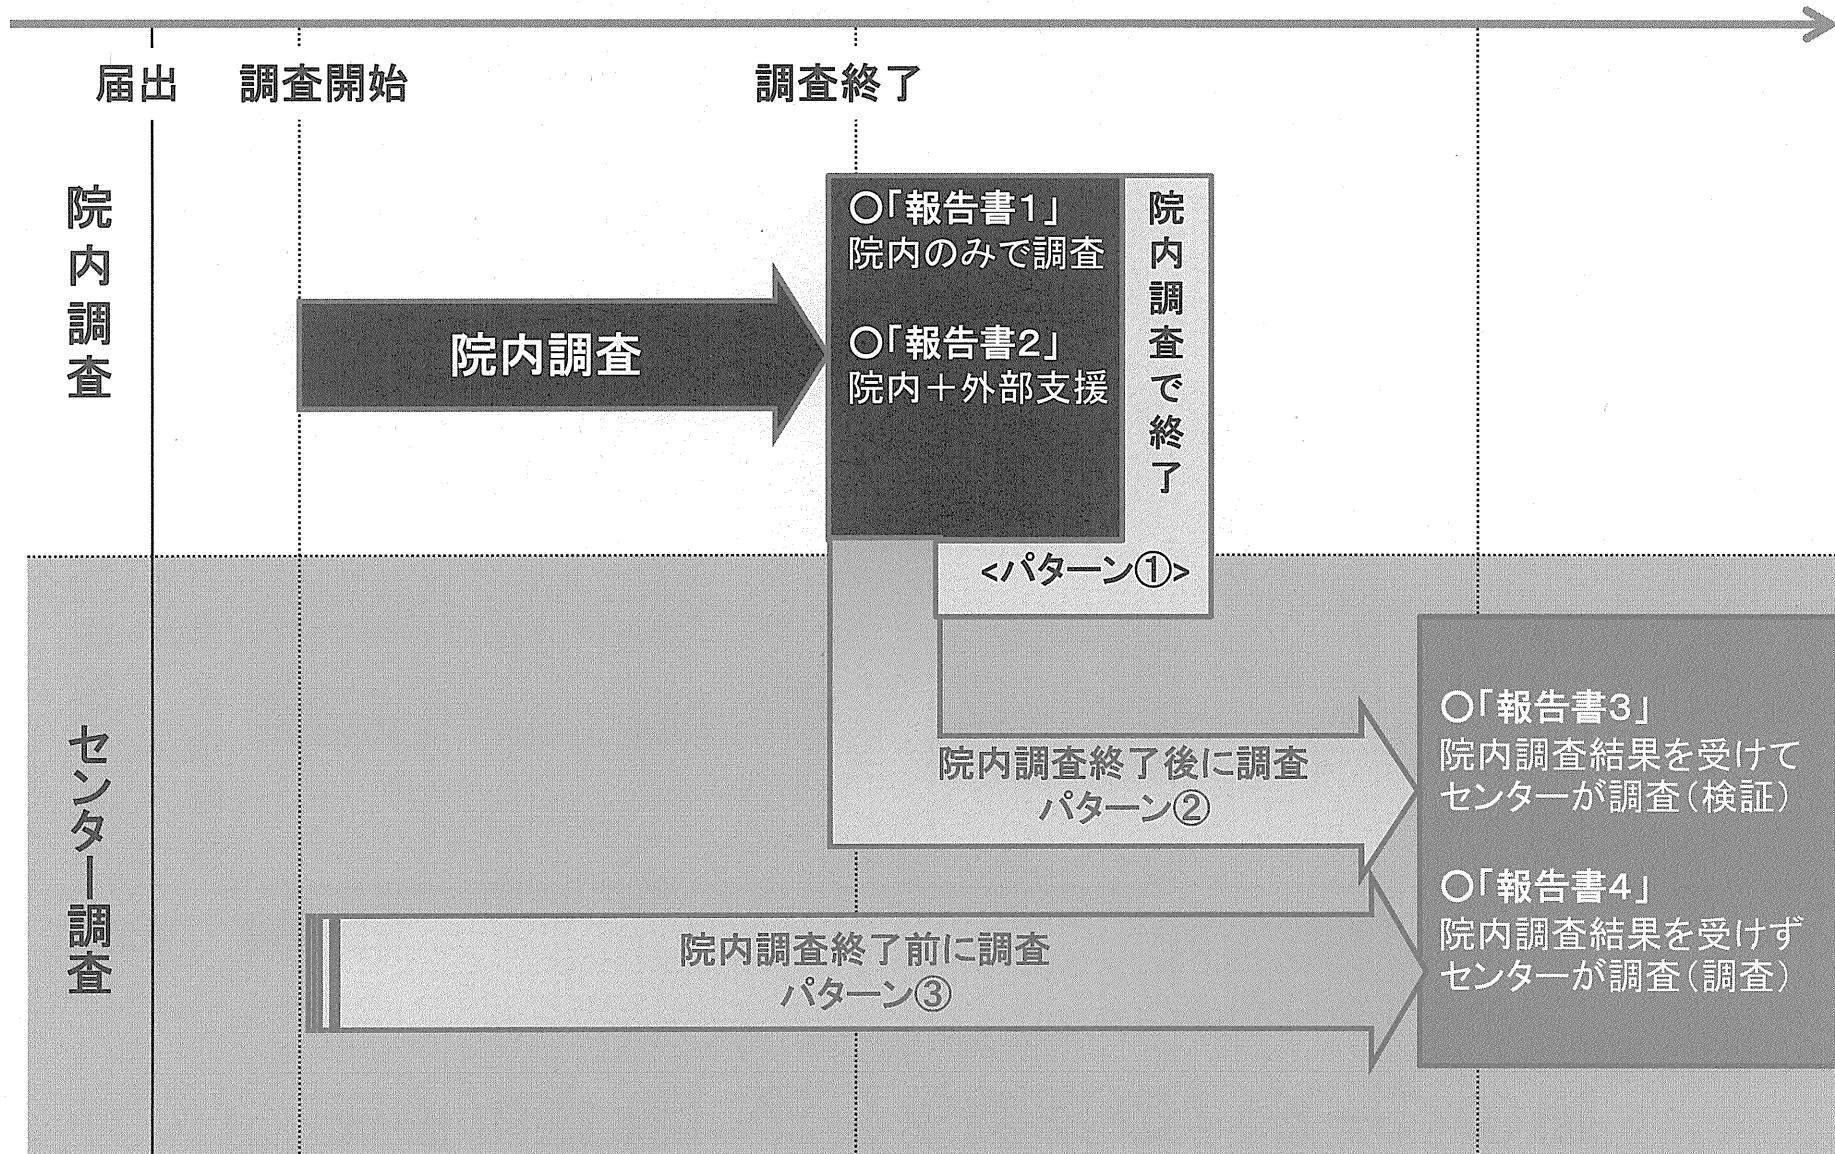 届出
調査開始
調査終了
院内調査
院内調査
○「報告書1」
院内のみで調査
○「報告書2」
院内+外部支援
院内調査で終了
<パターン①>
センター調査
院内調査終了後に調査
パターン②
院内調査終了前に調査
パターン③
○「報告書3」
院内調査結果を受けて
センターが調査(検証)
○「報告書4」
院内調査結果を受けず
センターが調査(調査)